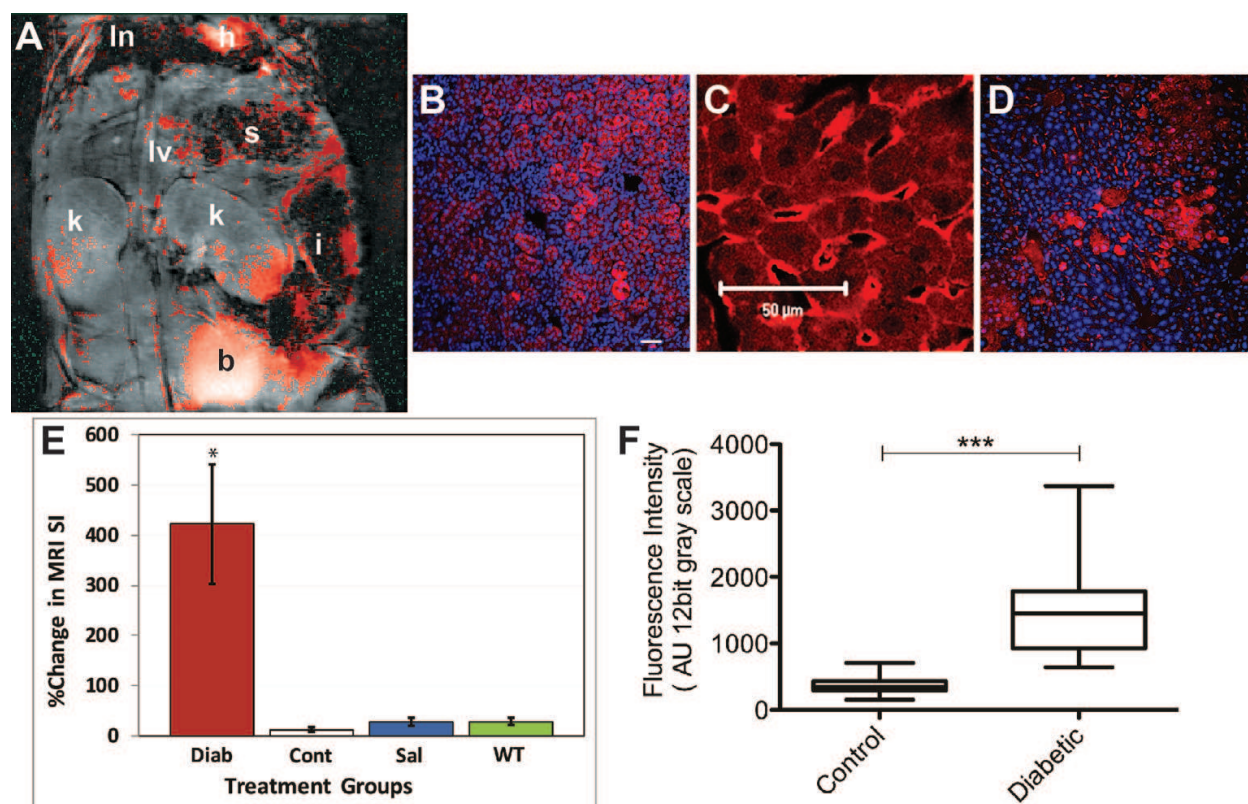 A
ln
h
s
lv
k
k
i
b
B
C
50 µm
D
E
%Change in MRI SI
600
500
400
300
200
100
0
*
Diab
Cont
Sal
WT
Treatment Groups
F
Fluorescence Intensity
( AU 12bit gray scale)
4000
3000
2000
1000
0
***
Control
Diabetic